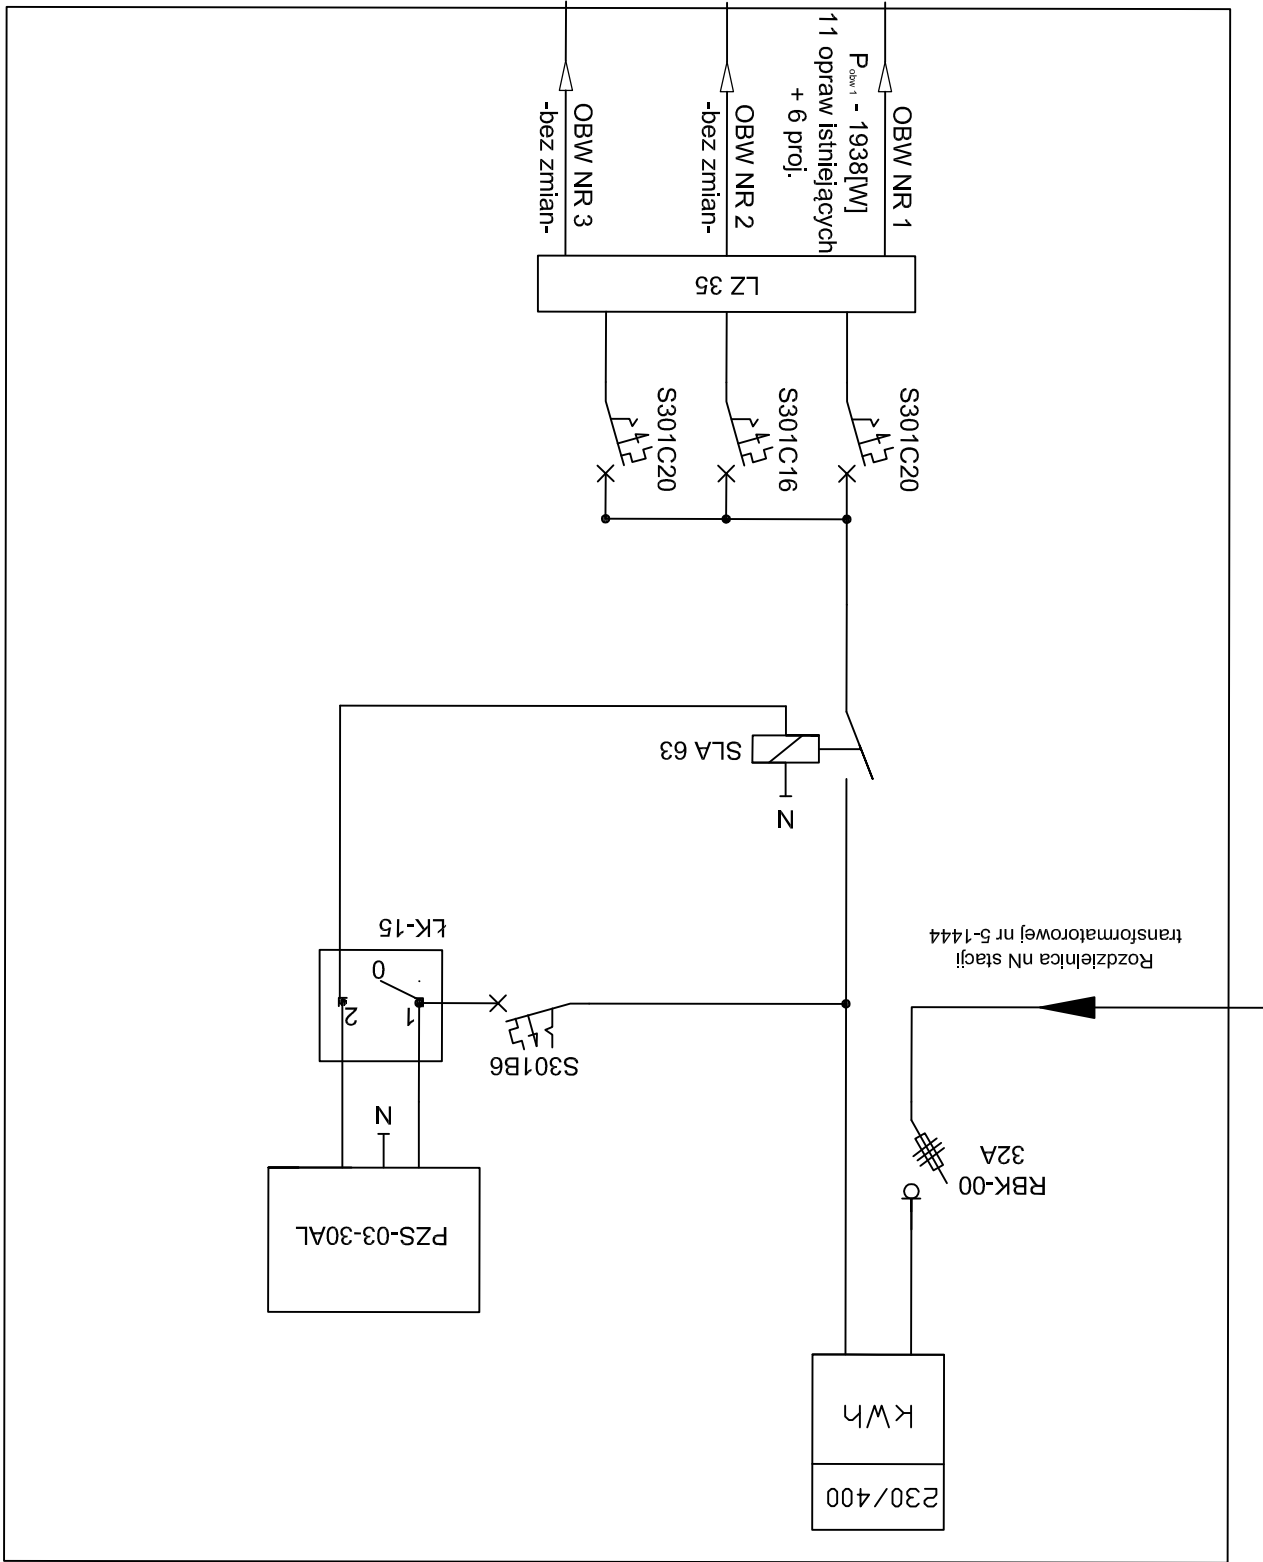 230/400
kWh
RBK-00
32A
Rozdzielnica nN stacji
transformatorowej nr 5-1444
PZS-03-30AL
N
S301B6
1
2
0
ŁK-15
N
SLA 63
S301C20
S301C16
S301C20
LZ 35
OBW NR 1
Pobw 1 - 1938[W]
11 opraw istniejących
+ 6 proj.
OBW NR 2
-bez zmian-
OBW NR 3
-bez zmian-